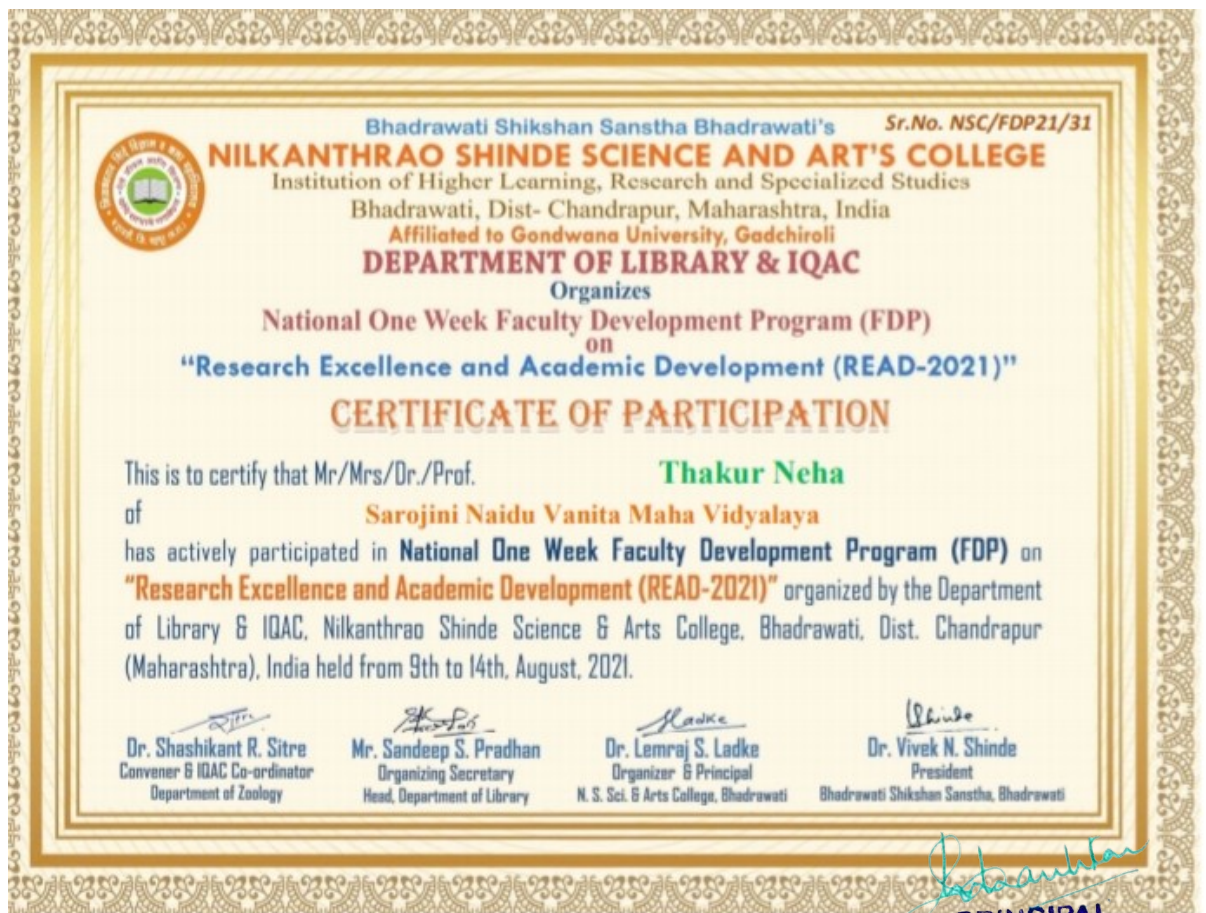 Bhadrawati Shikshan Sanstha Bhadrawati's
Sr.No. NSC/FDP21/31
NILKANTHRAO SHINDE SCIENCE AND ART'S COLLEGE
Institution of Higher Learning, Research and Specialized Studies
Bhadrawati, Dist- Chandrapur, Maharashtra, India
Affiliated to Gondwana University, Gadchiroli
DEPARTMENT OF LIBRARY & IQAC
Organizes
National One Week Faculty Development Program (FDP)
on
“Research Excellence and Academic Development (READ-2021)”
CERTIFICATE OF PARTICIPATION
This is to certify that Mr/Mrs/Dr./Prof. Thakur Neha
of Sarojini Naidu Vanita Maha Vidyalaya
has actively participated in National One Week Faculty Development Program (FDP) on
“Research Excellence and Academic Development (READ-2021)” organized by the Department
of Library & IQAC, Nilkanthrao Shinde Science & Arts College, Bhadrawati, Dist. Chandrapur
(Maharashtra), India held from 9th to 14th, August, 2021.
Dr. Shashikant R. Sitre
Convener & IQAC Co-ordinator
Department of Zoology
Mr. Sandeep S. Pradhan
Organizing Secretary
Head, Department of Library
Ladke
Dr. Lemraj S. Ladke
Organizer & Principal
N. S. Sci. & Arts College, Bhadrawati
Shinde
Dr. Vivek N. Shinde
President
Bhadrawati Shikshan Sanstha, Bhadrawati
PRINCIPAL